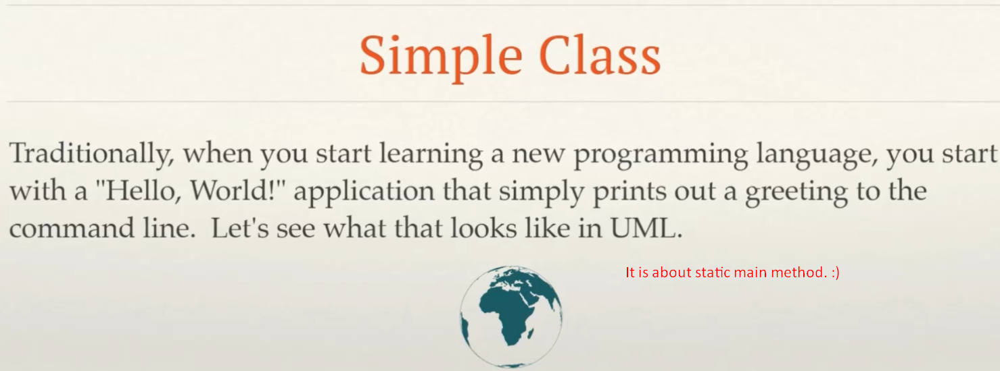 Simple Class
Traditionally, when you start learning a new programming language, you start
with a "Hello, World!" application that simply prints out a greeting to the
command line.  Let's see what that looks like in UML.
It is about static main method. :)